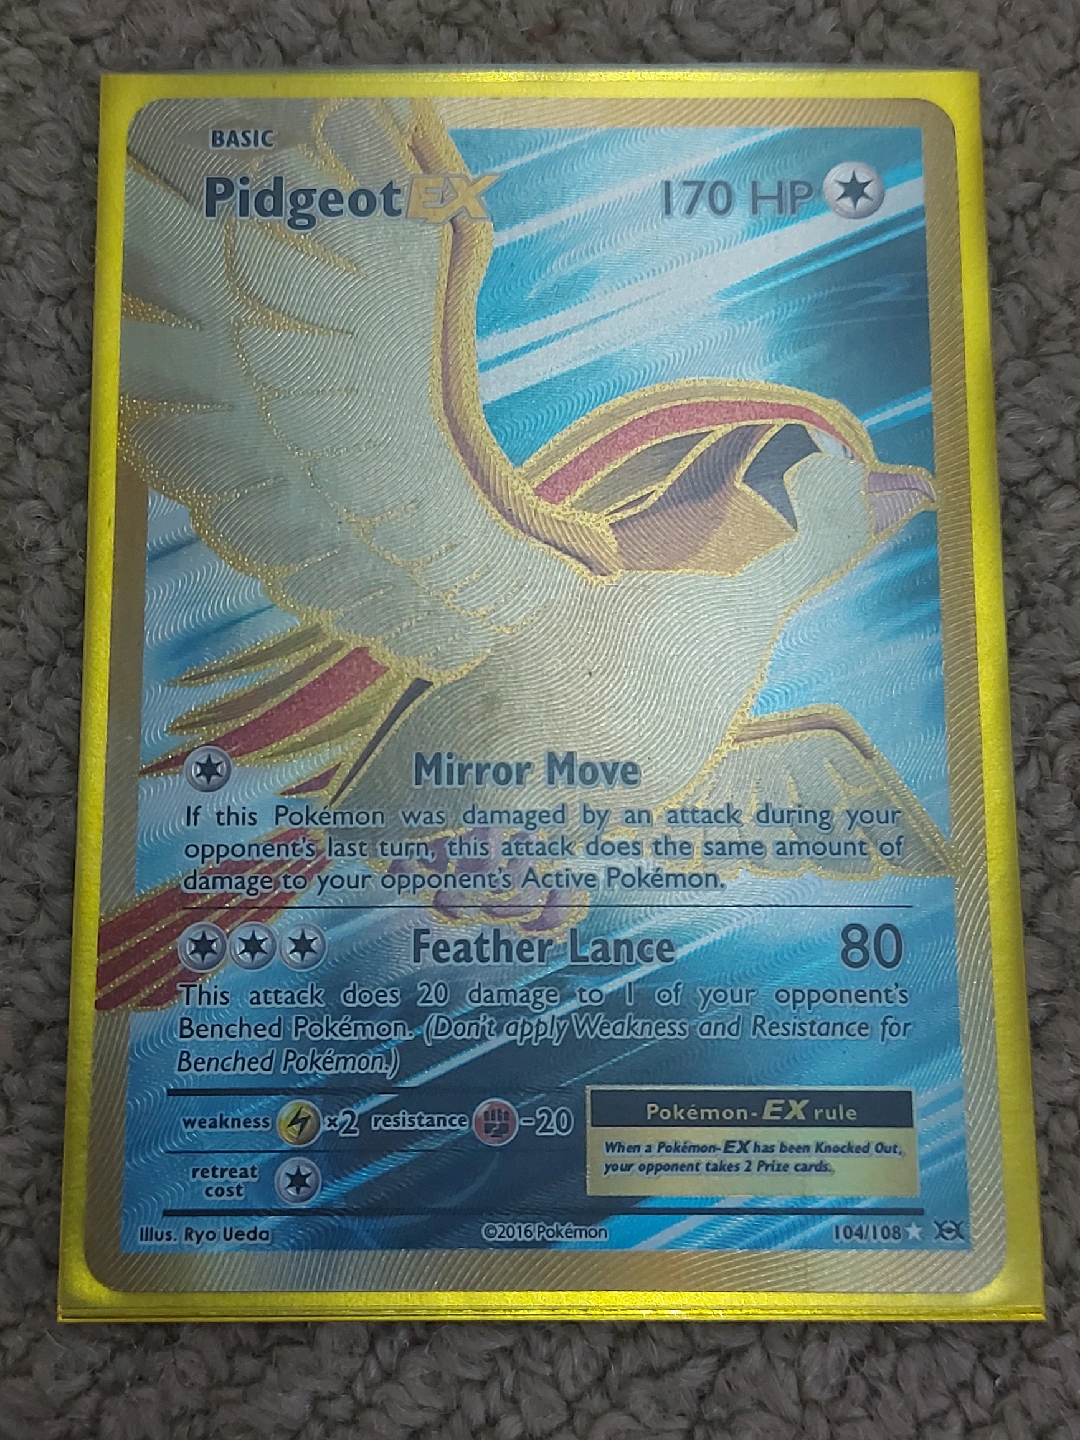 BASIC
PidgeotEX
170 HP
Mirror Move
If this Pokémon was damaged by an attack during your
opponent's last turn, this attack does the same amount of
damage to your opponent's Active Pokémon.
Feather Lance 80
This attack does 20 damage to 1 of your opponent's
Benched Pokémon. (Don't apply Weakness and Resistance for
Benched Pokémon.)
weakness ×2 resistance -20
retreat
cost
Pokémon-EX rule
When a Pokémon-EX has been Knocked Out,
your opponent takes 2 Prize cards.
Illus. Ryo Ueda ©2016 Pokémon 104/108